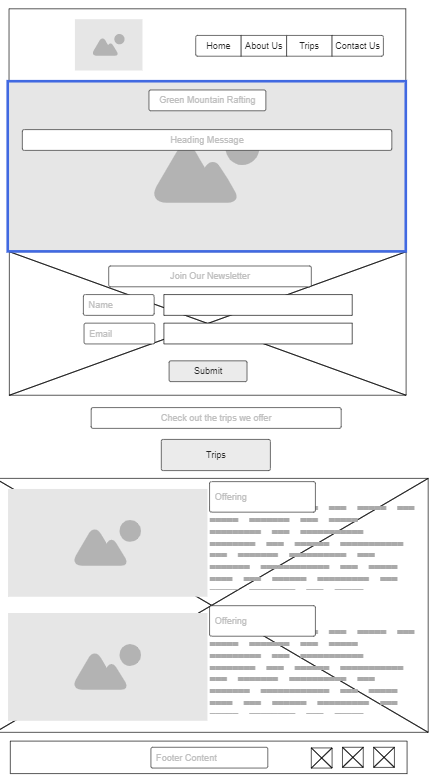 Home About Us Trips Contact Us
Green Mountain Rafting
Heading Message
Join Our Newsletter
Name
Email
Submit
Check out the trips we offer
Trips
Offering
Offering
Footer Content